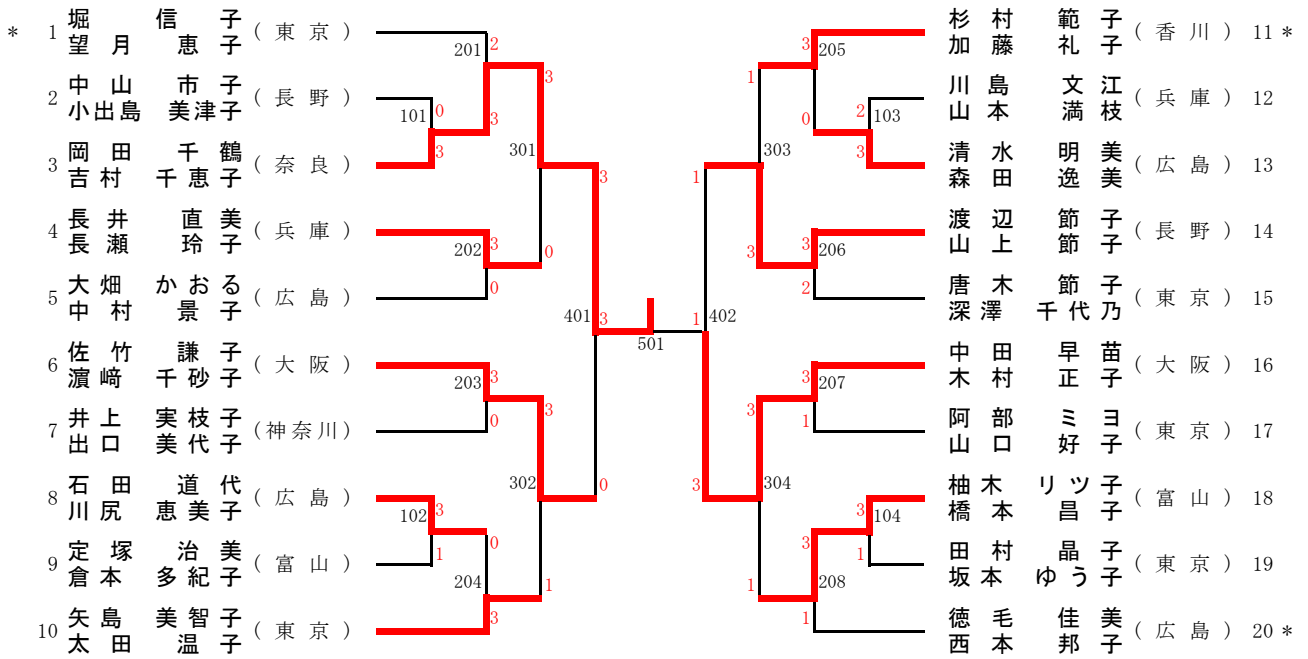 * 1 堀 信 子 ( 東 京 )
望 月 恵 子
2 中 山 市 子 ( 長 野 )
小出島 美津子
3 岡 田 千 鶴 ( 奈 良 )
吉 村 千 恵 子
4 長 井 直 美 ( 兵 庫 )
長 瀬 玲 子
5 大 畑 かおる ( 広 島 )
中 村 景 子
6 佐 竹 謙 子 ( 大 阪 )
濵 﨑 千 砂 子
7 井 上 実 枝 子 (神奈川)
出 口 美 代 子
8 石 田 道 代 ( 広 島 )
川 尻 恵 美 子
9 定 塚 治 美 ( 富 山 )
倉 本 多 紀 子
10 矢 島 美 智 子 ( 東 京 )
太 田 温 子
201 2
3
101 0
3
3
301
3
202 3
0
0
401 3
203 3
0
3
302
0
102 3
1
0
204
3
1
501
3 205
1
0
2 103
3
303
1
3
3 206
2
1 402
3 207
1
3
304
3
3 104
1
3
208
1
1
杉 村 範 子 ( 香 川 ) 11 *
加 藤 礼 子
川 島 文 江 ( 兵 庫 ) 12
山 本 満 枝
清 水 明 美 ( 広 島 ) 13
森 田 逸 美
渡 辺 節 子 ( 長 野 ) 14
山 上 節 子
唐 木 節 子 ( 東 京 ) 15
深 澤 千 代 乃
中 田 早 苗 ( 大 阪 ) 16
木 村 正 子
阿 部 ミ ヨ ( 東 京 ) 17
山 口 好 子
柚 木 リ ツ 子 ( 富 山 ) 18
橋 本 昌 子
田 村 晶 子 ( 東 京 ) 19
坂 本 ゆ う 子
徳 毛 佳 美 ( 広 島 ) 20 *
西 本 邦 子